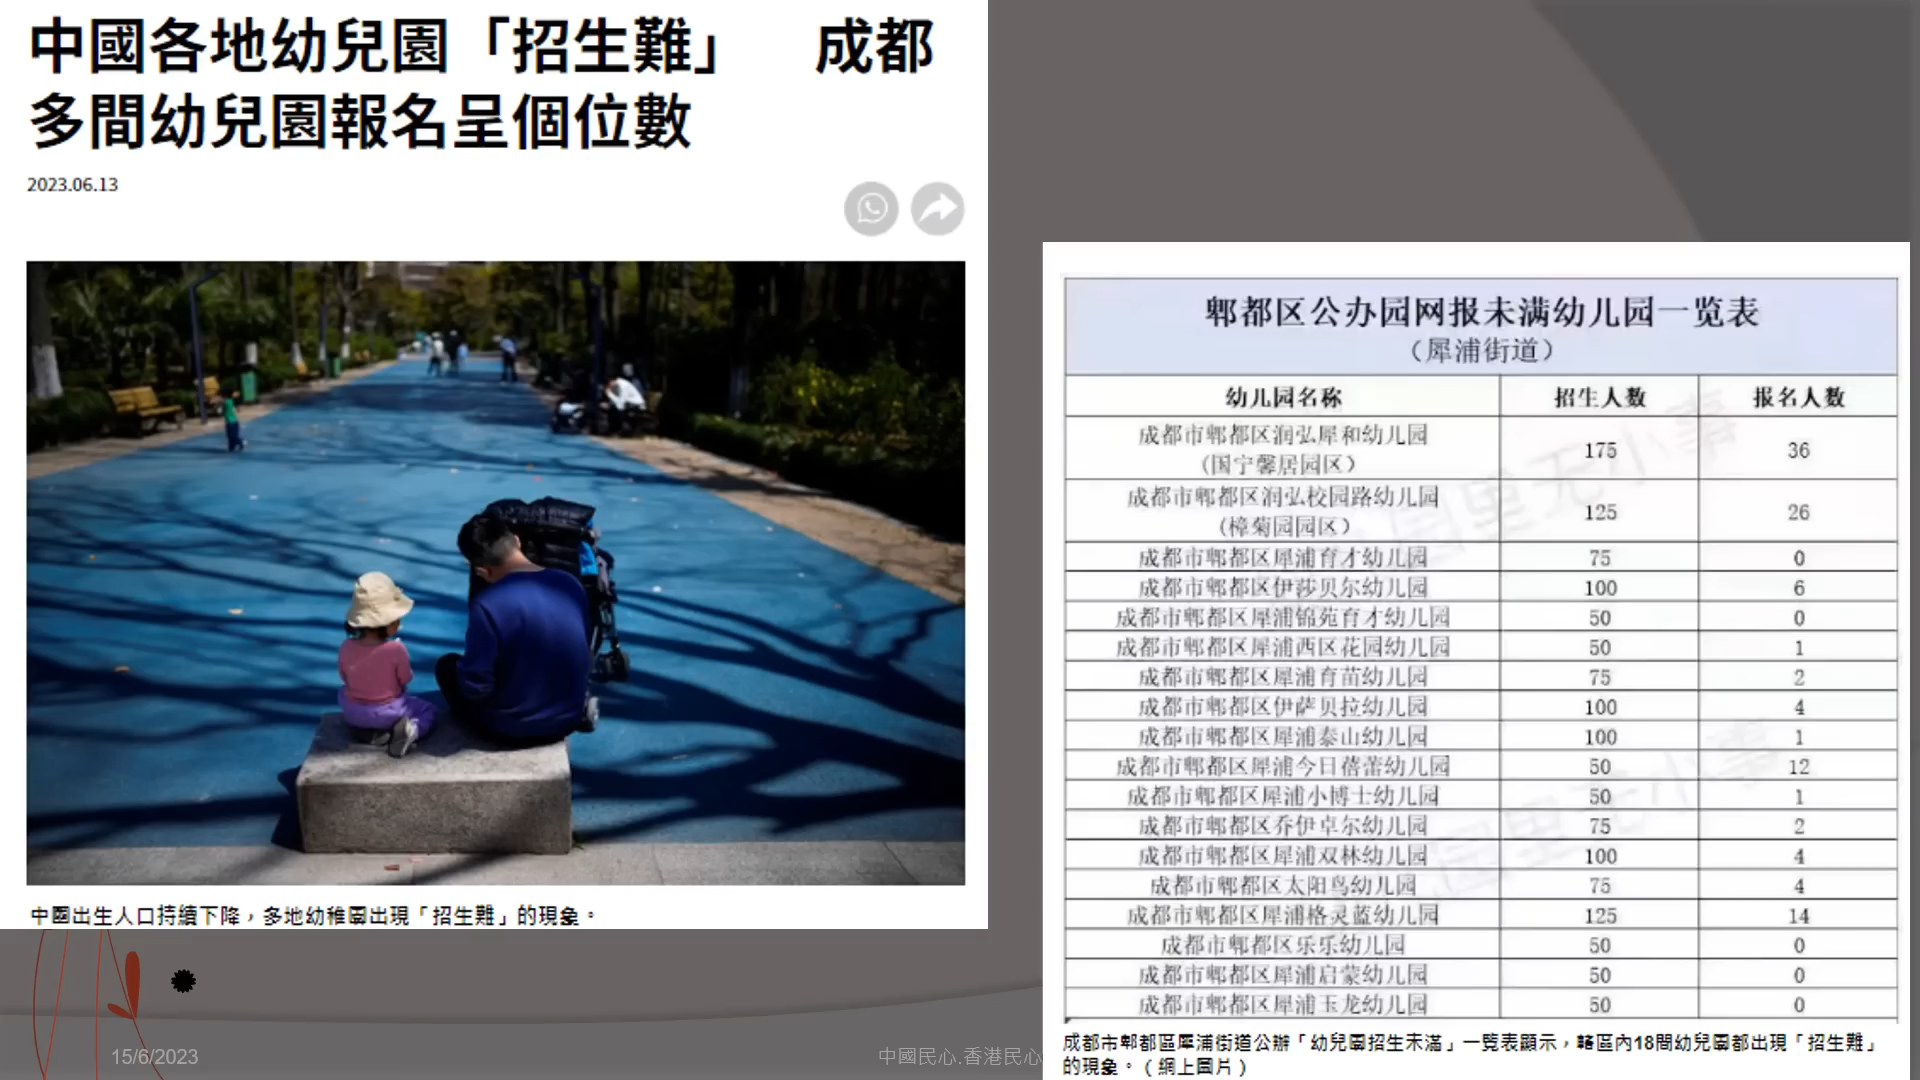 中國各地幼兒園「招生難」　成都
多間幼兒園報名呈個位數
2023.06.13
中國出生人口持續下降，多地幼稚園出現「招生難」的現象。
15/6/2023
中國民心.香港民心
郫都区公办园网报未满幼儿园一览表
（犀浦街道）
幼儿园名称 招生人数 报名人数
成都市郫都区润弘犀和幼儿园
（国宁馨居园区） 175 36
成都市郫都区润弘校园路幼儿园
（樟菊园园区） 125 26
成都市郫都区犀浦育才幼儿园 75 0
成都市郫都区伊莎贝尔幼儿园 100 6
成都市郫都区犀浦锦苑育才幼儿园 50 0
成都市郫都区犀浦西区花园幼儿园 50 1
成都市郫都区犀浦育苗幼儿园 75 2
成都市郫都区伊萨贝拉幼儿园 100 4
成都市郫都区犀浦泰山幼儿园 100 1
成都市郫都区犀浦今日蓓蕾幼儿园 50 12
成都市郫都区犀浦小博士幼儿园 50 1
成都市郫都区乔伊卓尔幼儿园 75 2
成都市郫都区犀浦双林幼儿园 100 4
成都市郫都区太阳鸟幼儿园 75 4
成都市郫都区犀浦格灵蓝幼儿园 125 14
成都市郫都区乐乐幼儿园 50 0
成都市郫都区犀浦启蒙幼儿园 50 0
成都市郫都区犀浦玉龙幼儿园 50 0
成都市郫都區犀浦街道公辦「幼兒園招生未滿」一覽表顯示，轄區內18間幼兒園都出現「招生難」
的現象。（網上圖片）